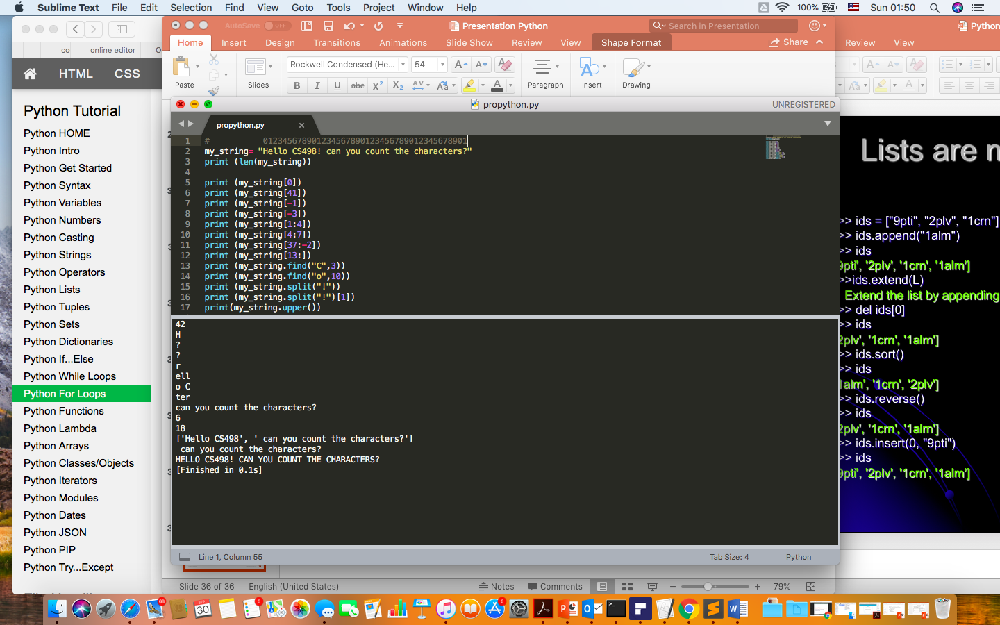 Sublime Text File Edit Selection Find View Goto Tools Project Window Help 100% Sun 01:50
AutoSave OFF Presentation Python Search in Presentation Python
co online editor
Home Insert Design Transitions Animations Slide Show Review View Shape Format Share Review View
HTML CSS
Rockwell Condensed (He... 54
Paste Slides B I U abc X² X₂ AV Aa A Paragraph Insert Drawing
propython.py UNREGISTERED
propython.py
Python Tutorial
Python HOME
Python Intro
Python Get Started
Python Syntax
Python Variables
Python Numbers
Python Casting
Python Strings
Python Operators
Python Lists
Python Tuples
Python Sets
Python Dictionaries
Python If...Else
Python While Loops
Python For Loops
Python Functions
Python Lambda
Python Arrays
Python Classes/Objects
Python Iterators
Python Modules
Python Dates
Python JSON
Python PIP
Python Try...Except
1 # 012345678901234567890123456789012345678901
2 my_string= "Hello CS498! can you count the characters?"
3 print (len(my_string))
4
5 print (my_string[0])
6 print (my_string[41])
7 print (my_string[-1])
8 print (my_string[-3])
9 print (my_string[1:4])
10 print (my_string[4:7])
11 print (my_string[37:-2])
12 print (my_string[13:])
13 print (my_string.find("C",3))
14 print (my_string.find("o",10))
15 print (my_string.split("!"))
16 print (my_string.split("!")[1])
17 print(my_string.upper())
42
H
?
?
r
ell
o C
ter
can you count the characters?
6
18
['Hello CS498', ' can you count the characters?']
can you count the characters?
HELLO CS498! CAN YOU COUNT THE CHARACTERS?
[Finished in 0.1s]
Line 1, Column 55 Tab Size: 4 Python
Slide 36 of 36 English (United States) Notes Comments 79%
Lists are
>> ids = ["9pti", "2plv", "1crn"]
>> ids.append("1alm")
>> ids
9pti', '2plv', '1crn', '1alm']
>>ids.extend(L)
Extend the list by appending
>> del ids[0]
>> ids
2plv', '1crn', '1alm']
>> ids.sort()
>> ids
1alm', '1crn', '2plv']
>> ids.reverse()
>> ids
2plv', '1crn', '1alm']
>> ids.insert(0, "9pti")
>> ids
9pti', '2plv', '1crn', '1alm']
68 SEP 30 5 6